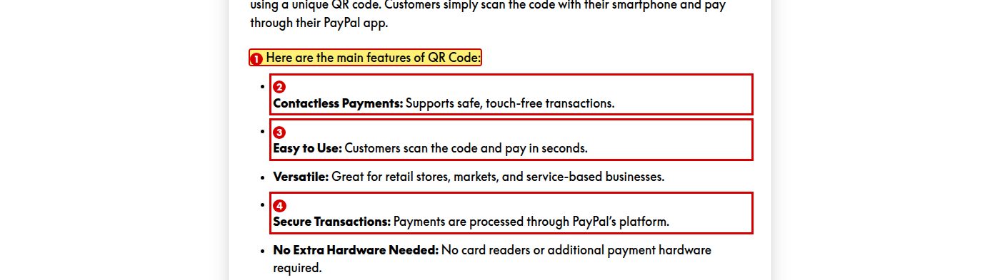 using a unique QR code. Customers simply scan the code with their smartphone and pay
through their PayPal app.
1 Here are the main features of QR Code:
• 2
Contactless Payments: Supports safe, touch-free transactions.
• 3
Easy to Use: Customers scan the code and pay in seconds.
• Versatile: Great for retail stores, markets, and service-based businesses.
• 4
Secure Transactions: Payments are processed through PayPal’s platform.
• No Extra Hardware Needed: No card readers or additional payment hardware
required.